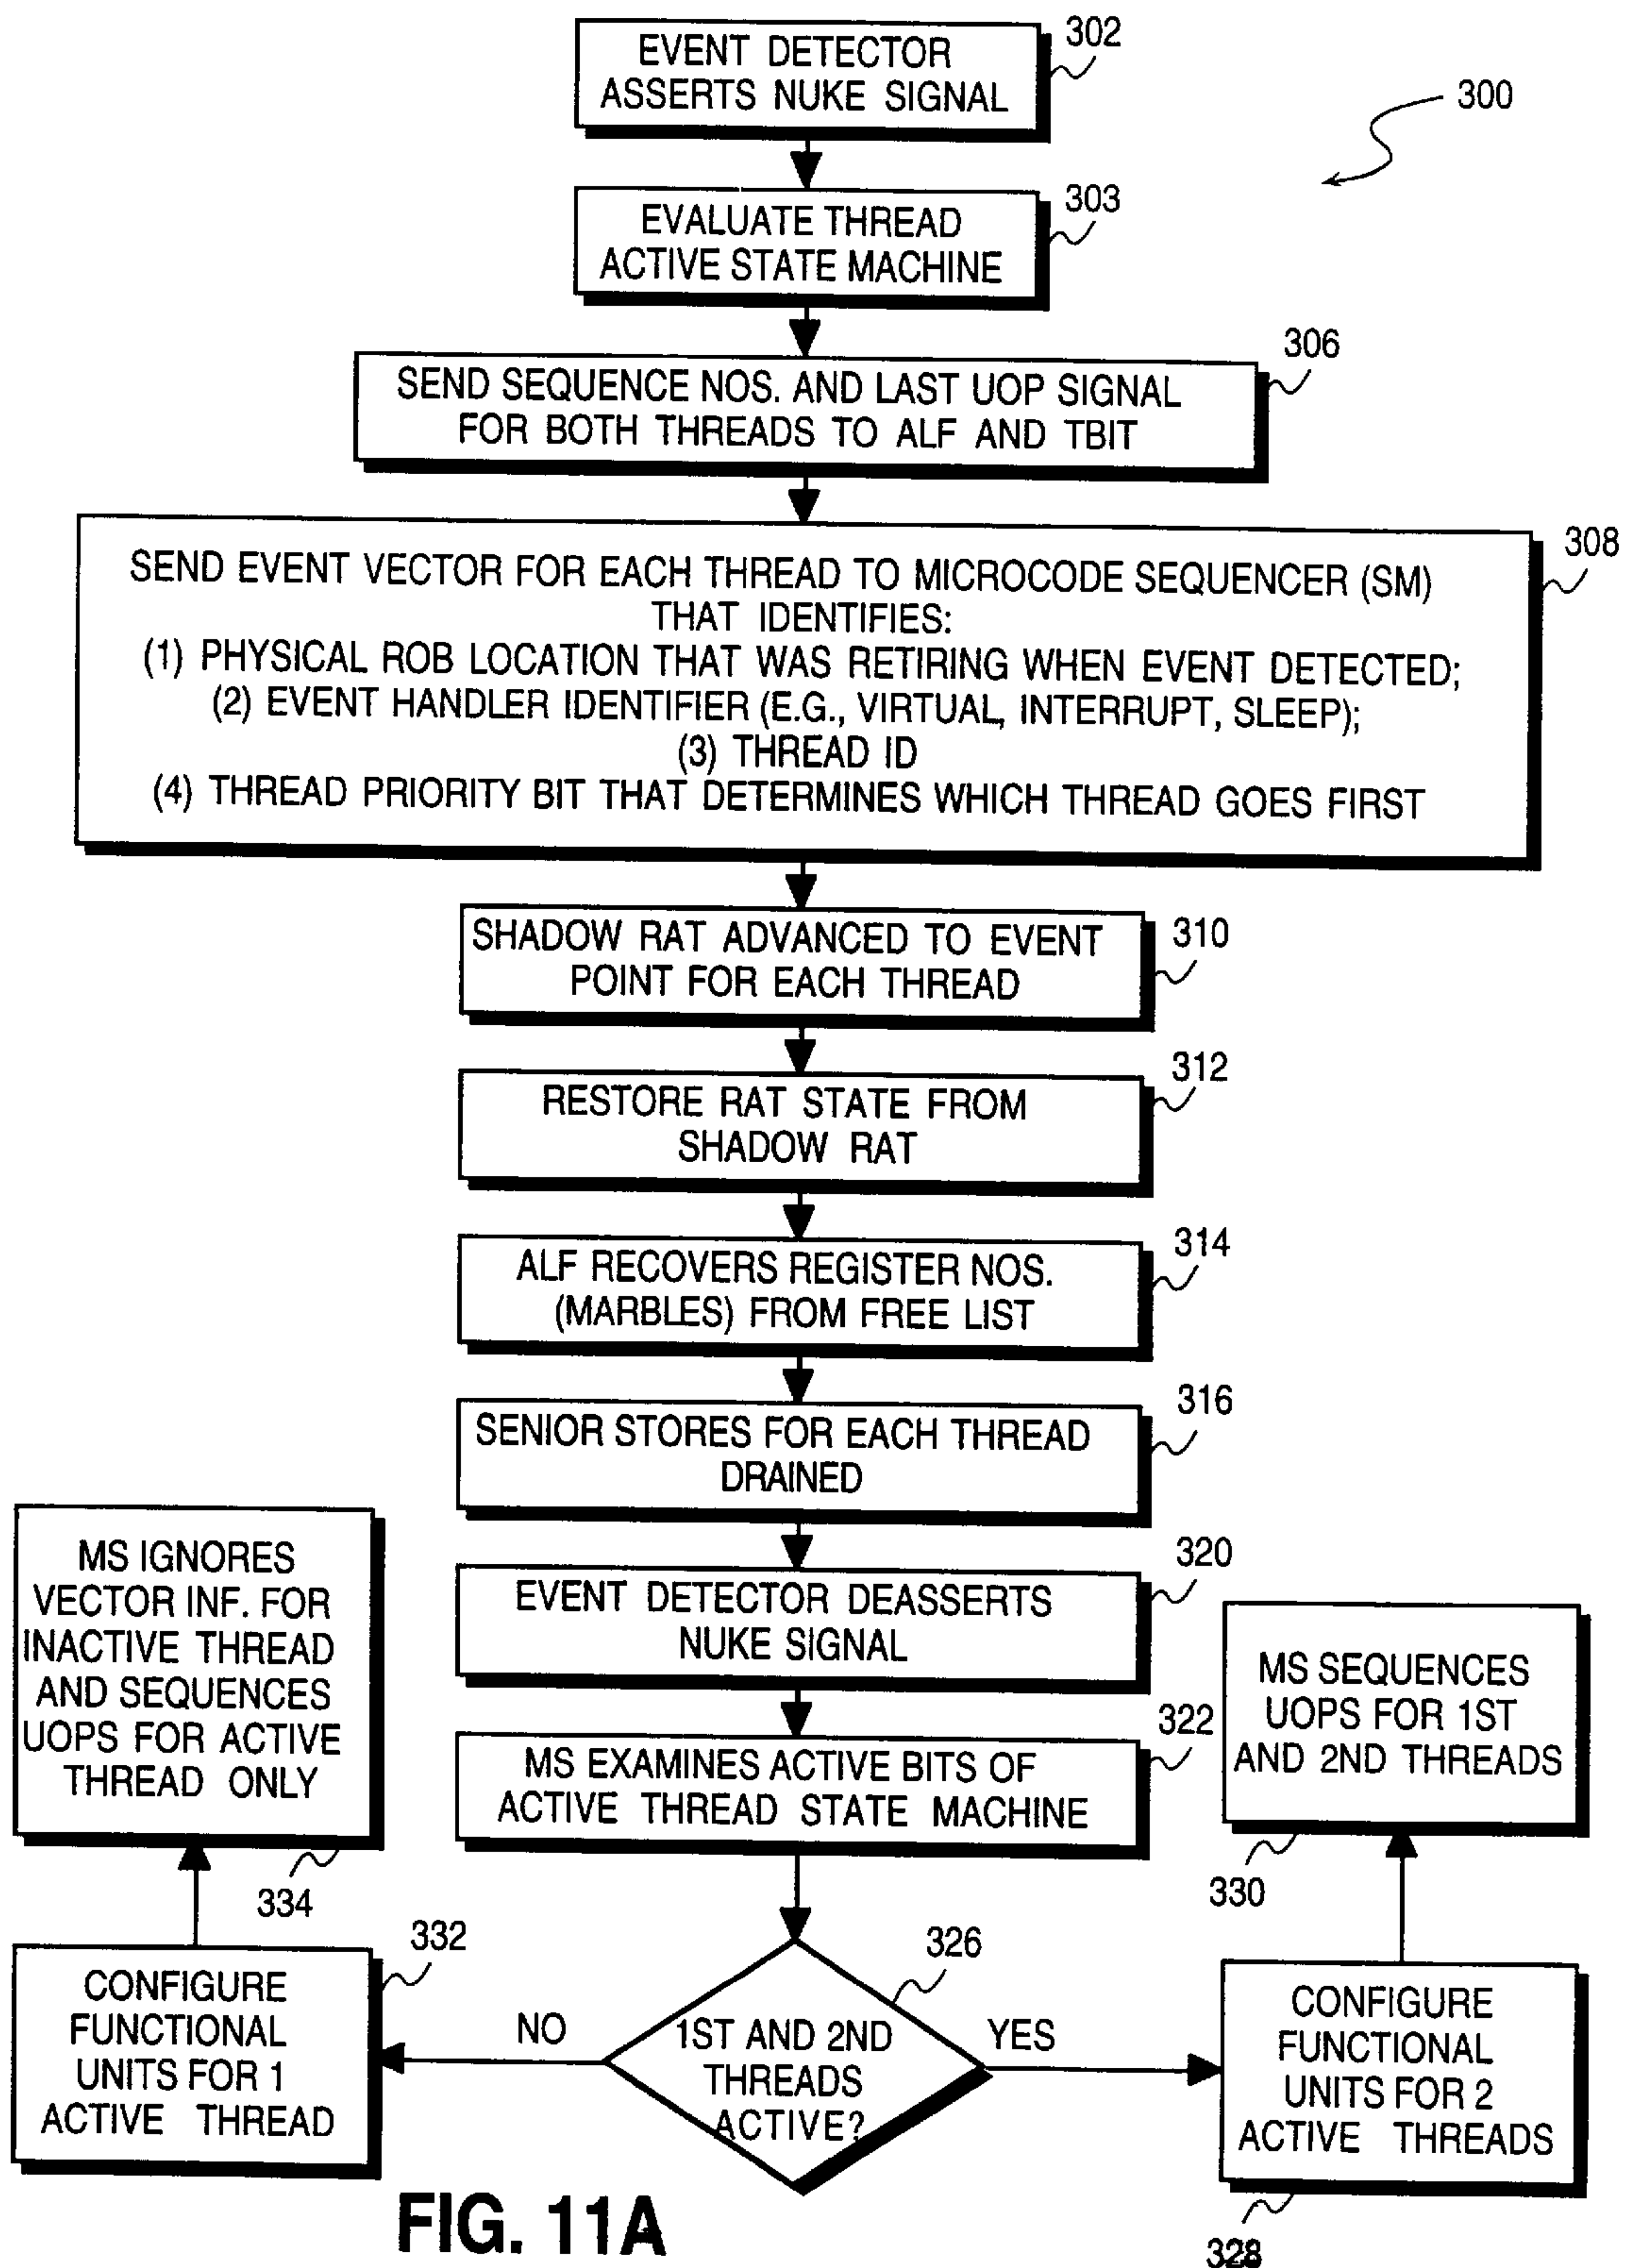 EVENT DETECTOR
ASSERTS NUKE SIGNAL
302
300
EVALUATE THREAD
ACTIVE STATE MACHINE
303
SEND SEQUENCE NOS. AND LAST UOP SIGNAL
FOR BOTH THREADS TO ALF AND TBIT
306
SEND EVENT VECTOR FOR EACH THREAD TO MICROCODE SEQUENCER (SM)
THAT IDENTIFIES:
(1) PHYSICAL ROB LOCATION THAT WAS RETIRING WHEN EVENT DETECTED;
(2) EVENT HANDLER IDENTIFIER (E.G., VIRTUAL, INTERRUPT, SLEEP);
(3) THREAD ID
(4) THREAD PRIORITY BIT THAT DETERMINES WHICH THREAD GOES FIRST
308
SHADOW RAT ADVANCED TO EVENT
POINT FOR EACH THREAD
310
RESTORE RAT STATE FROM
SHADOW RAT
312
ALF RECOVERS REGISTER NOS.
(MARBLES) FROM FREE LIST
314
SENIOR STORES FOR EACH THREAD
DRAINED
316
EVENT DETECTOR DEASSERTS
NUKE SIGNAL
320
MS EXAMINES ACTIVE BITS OF
ACTIVE THREAD STATE MACHINE
322
1ST AND 2ND
THREADS
ACTIVE?
326
NO
YES
CONFIGURE
FUNCTIONAL
UNITS FOR 1
ACTIVE THREAD
332
MS IGNORES
VECTOR INF. FOR
INACTIVE THREAD
AND SEQUENCES
UOPS FOR ACTIVE
THREAD ONLY
334
CONFIGURE
FUNCTIONAL
UNITS FOR 2
ACTIVE THREADS
328
MS SEQUENCES
UOPS FOR 1ST
AND 2ND THREADS
330
FIG. 11A